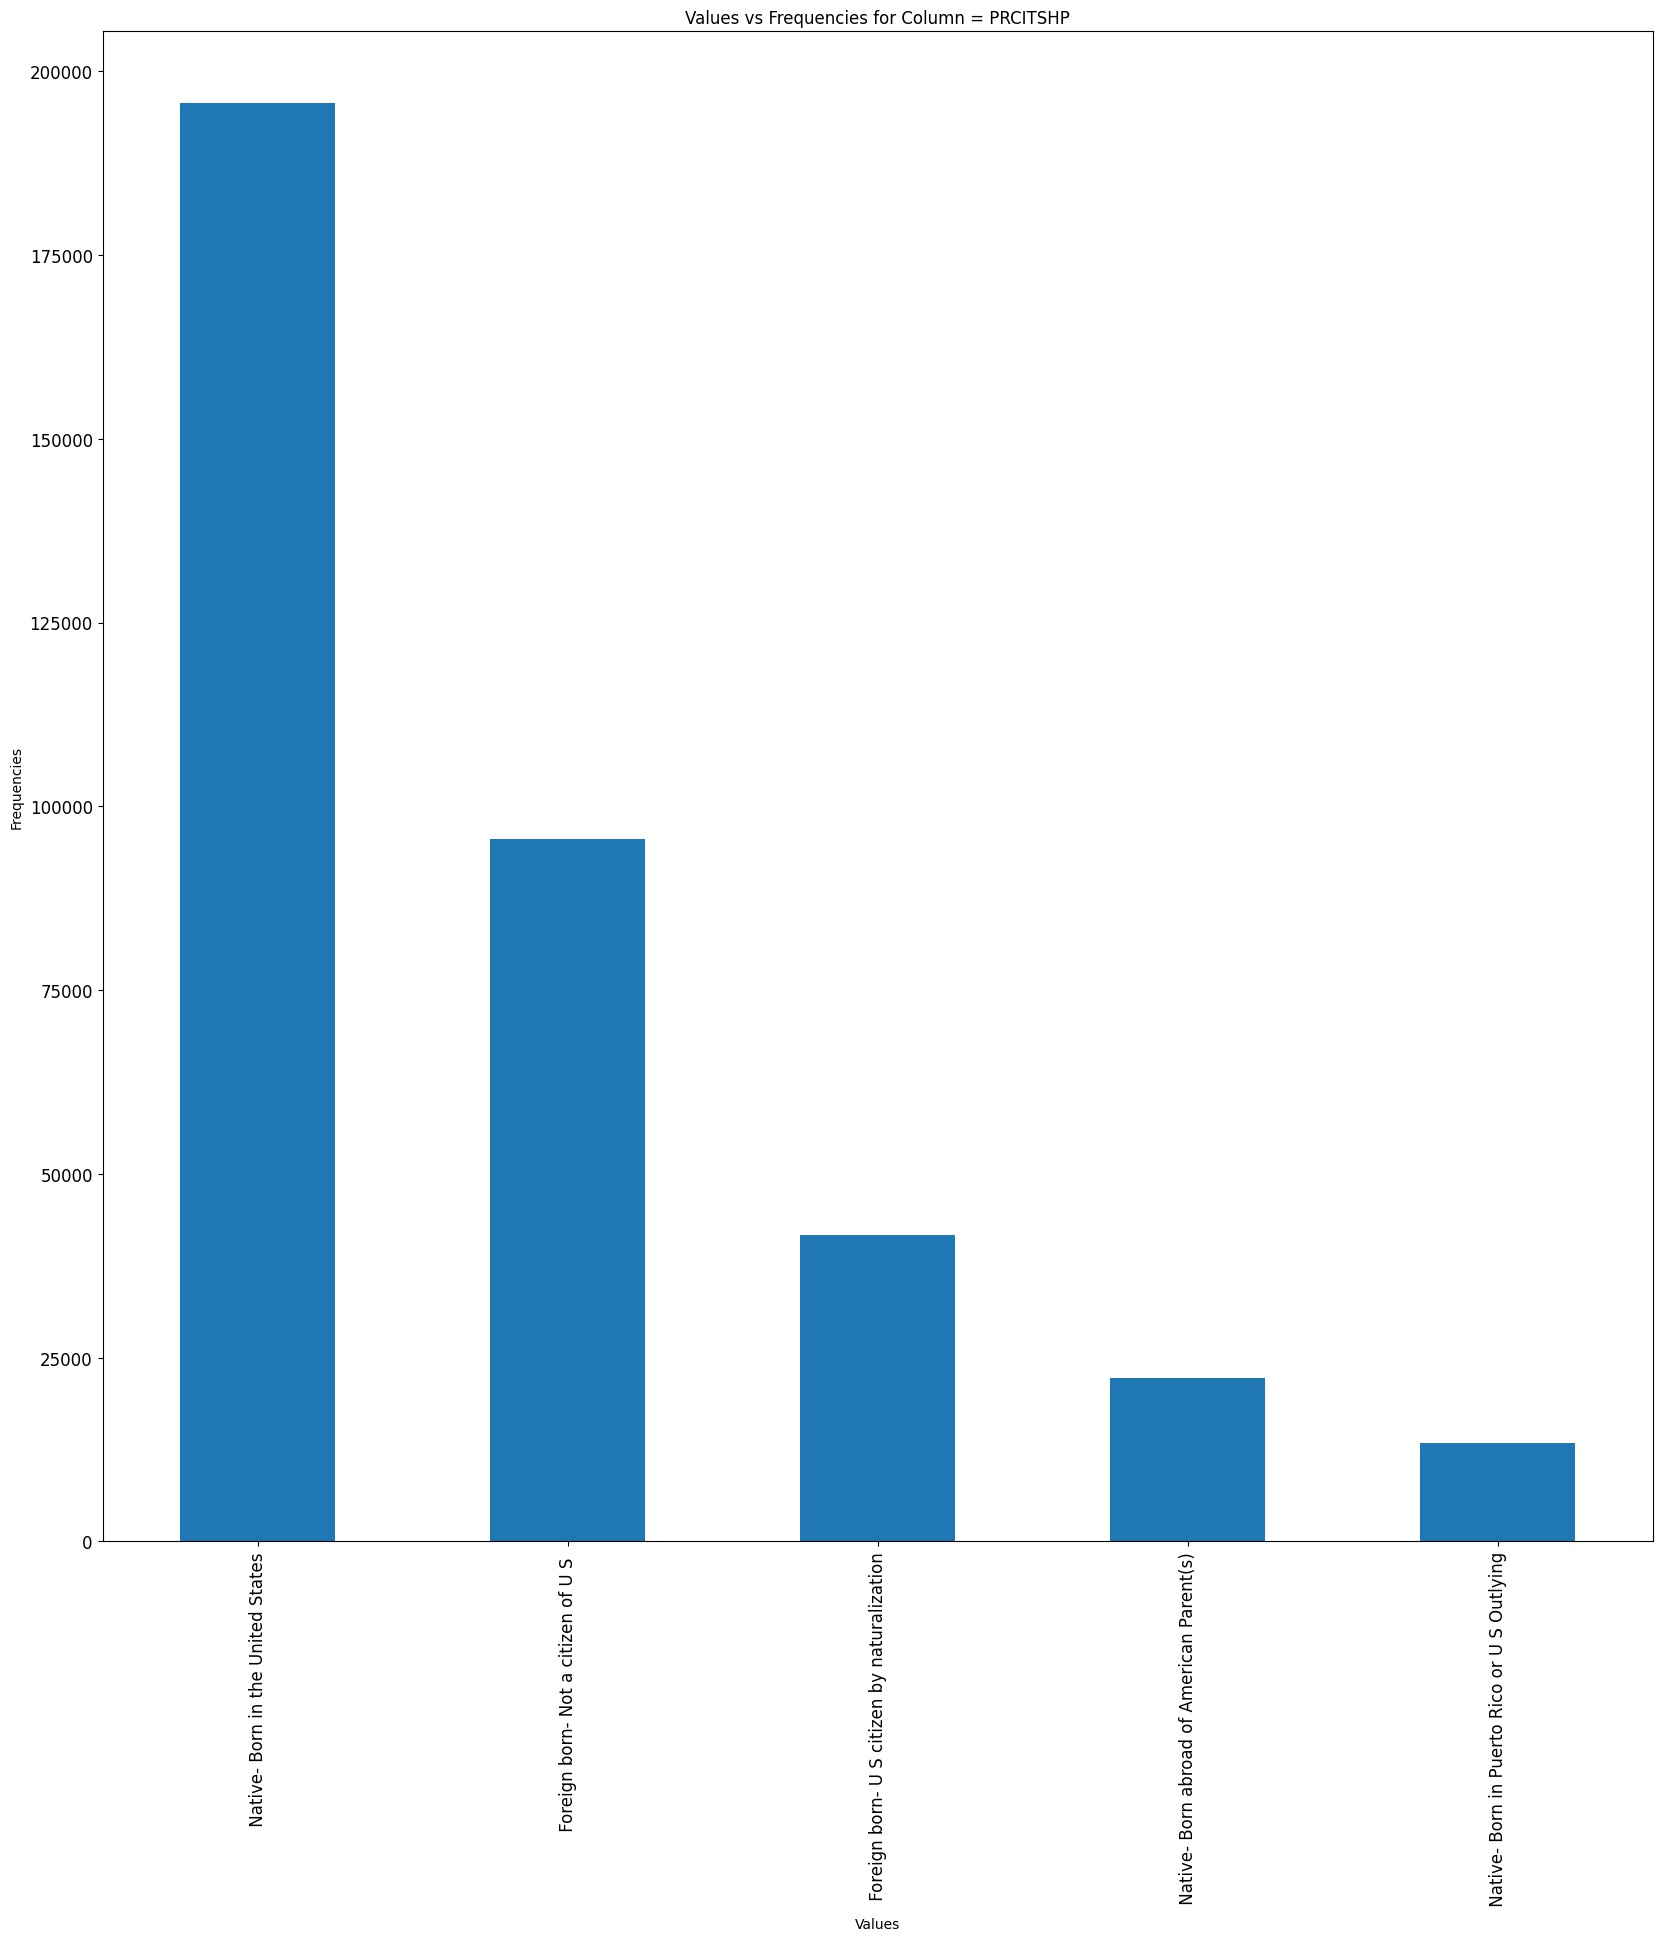 Values vs Frequencies for Column = PRCITSHP
200000
175000
150000
125000
100000
75000
50000
25000
0
Frequencies
Native- Born in the United States
Foreign born- Not a citizen of U S
Foreign born- U S citizen by naturalization
Native- Born abroad of American Parent(s)
Native- Born in Puerto Rico or U S Outlying
Values